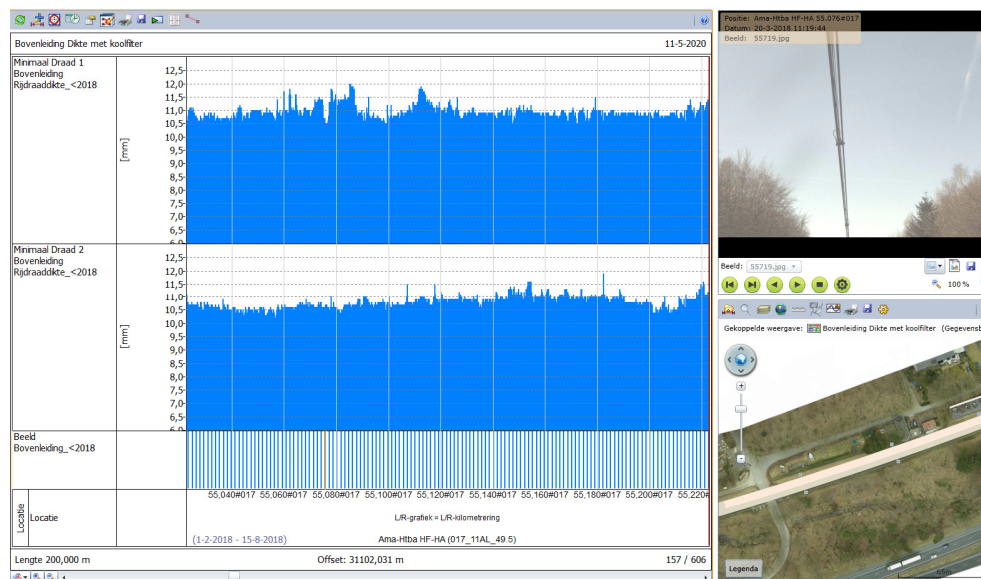 Bovenleiding Dikte met koolfilter
11-5-2020
Minimaal Draad 1
Bovenleiding
Rijdraaddikte_<2018
[mm]
12,5
12,0
11,5
11,0
10,5
10,0
9,5
9,0
8,5
8,0
7,5
7,0
6,5
6,0
Minimaal Draad 2
Bovenleiding
Rijdraaddikte_<2018
[mm]
12,5
12,0
11,5
11,0
10,5
10,0
9,5
9,0
8,5
8,0
7,5
7,0
6,5
6,0
Beeld
Bovenleiding_<2018
Locatie
Locatie
55,040#017 55,060#017 55,080#017 55,100#017 55,120#017 55,140#017 55,160#017 55,180#017 55,200#017 55,220#
L/R-grafiek = L/R-kilometrering
(1-2-2018 - 15-8-2018)
Ama-Htba HF-HA (017_11AL_49.5)
Lengte 200,000 m
Offset: 31102,031 m
157 / 606
Positie: Ama-Htba HF-HA 55.076#017
Datum: 20-3-2018 11:19:44
Beeld: 55719.jpg
Beeld: 55719.jpg
100 %
Gekoppelde weergave: Bovenleiding Dikte met koolfilter (Gegevensb
Legenda
65m